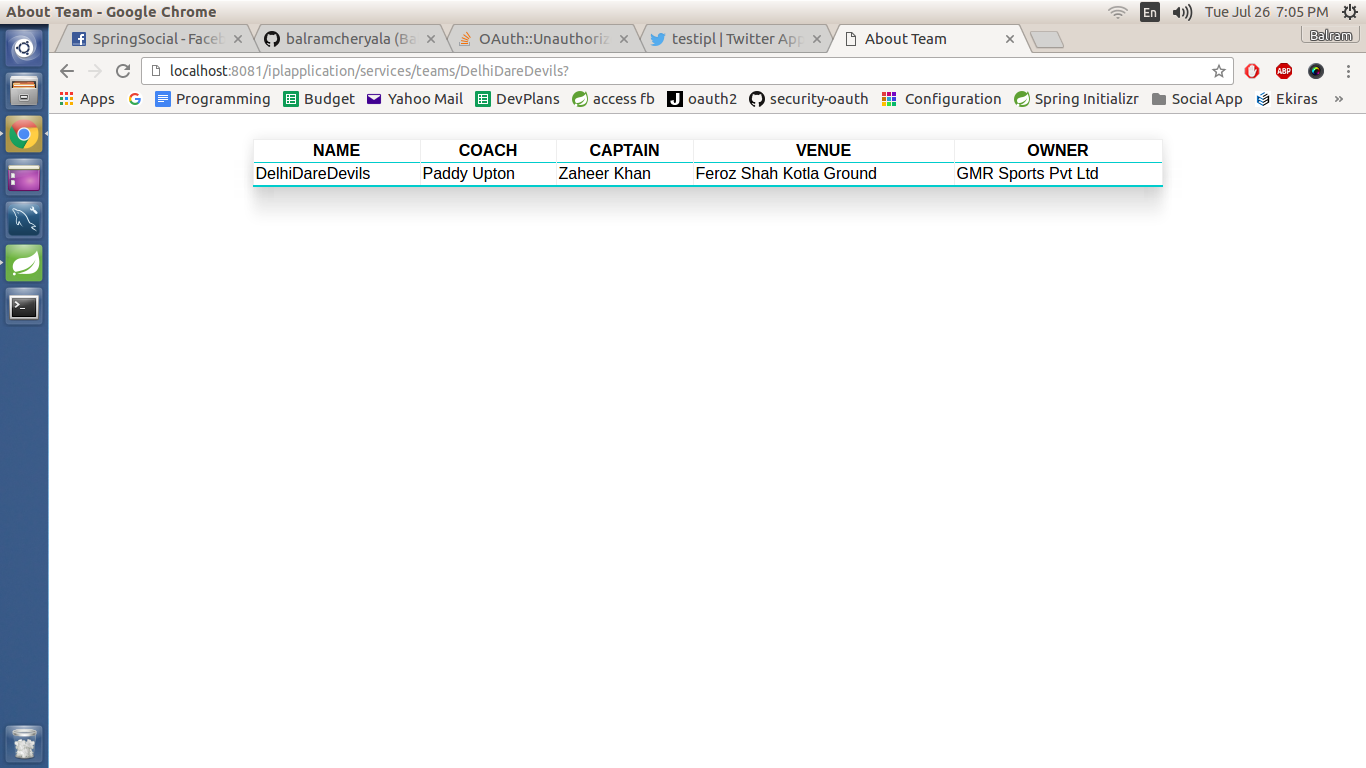 About Team - Google Chrome
En
Tue Jul 26 7:05 PM
SpringSocial - Faceb
balramcheryala (Ba
OAuth::Unauthoriz
testipl | Twitter App
About Team
Balram
localhost:8081/iplapplication/services/teams/DelhiDareDevils?
ABP
Apps
Programming
Budget
Yahoo Mail
DevPlans
access fb
J oauth2
security-oauth
Configuration
Spring Initializr
Social App
Ekiras
»
NAME COACH CAPTAIN VENUE OWNER
DelhiDareDevils Paddy Upton Zaheer Khan Feroz Shah Kotla Ground GMR Sports Pvt Ltd